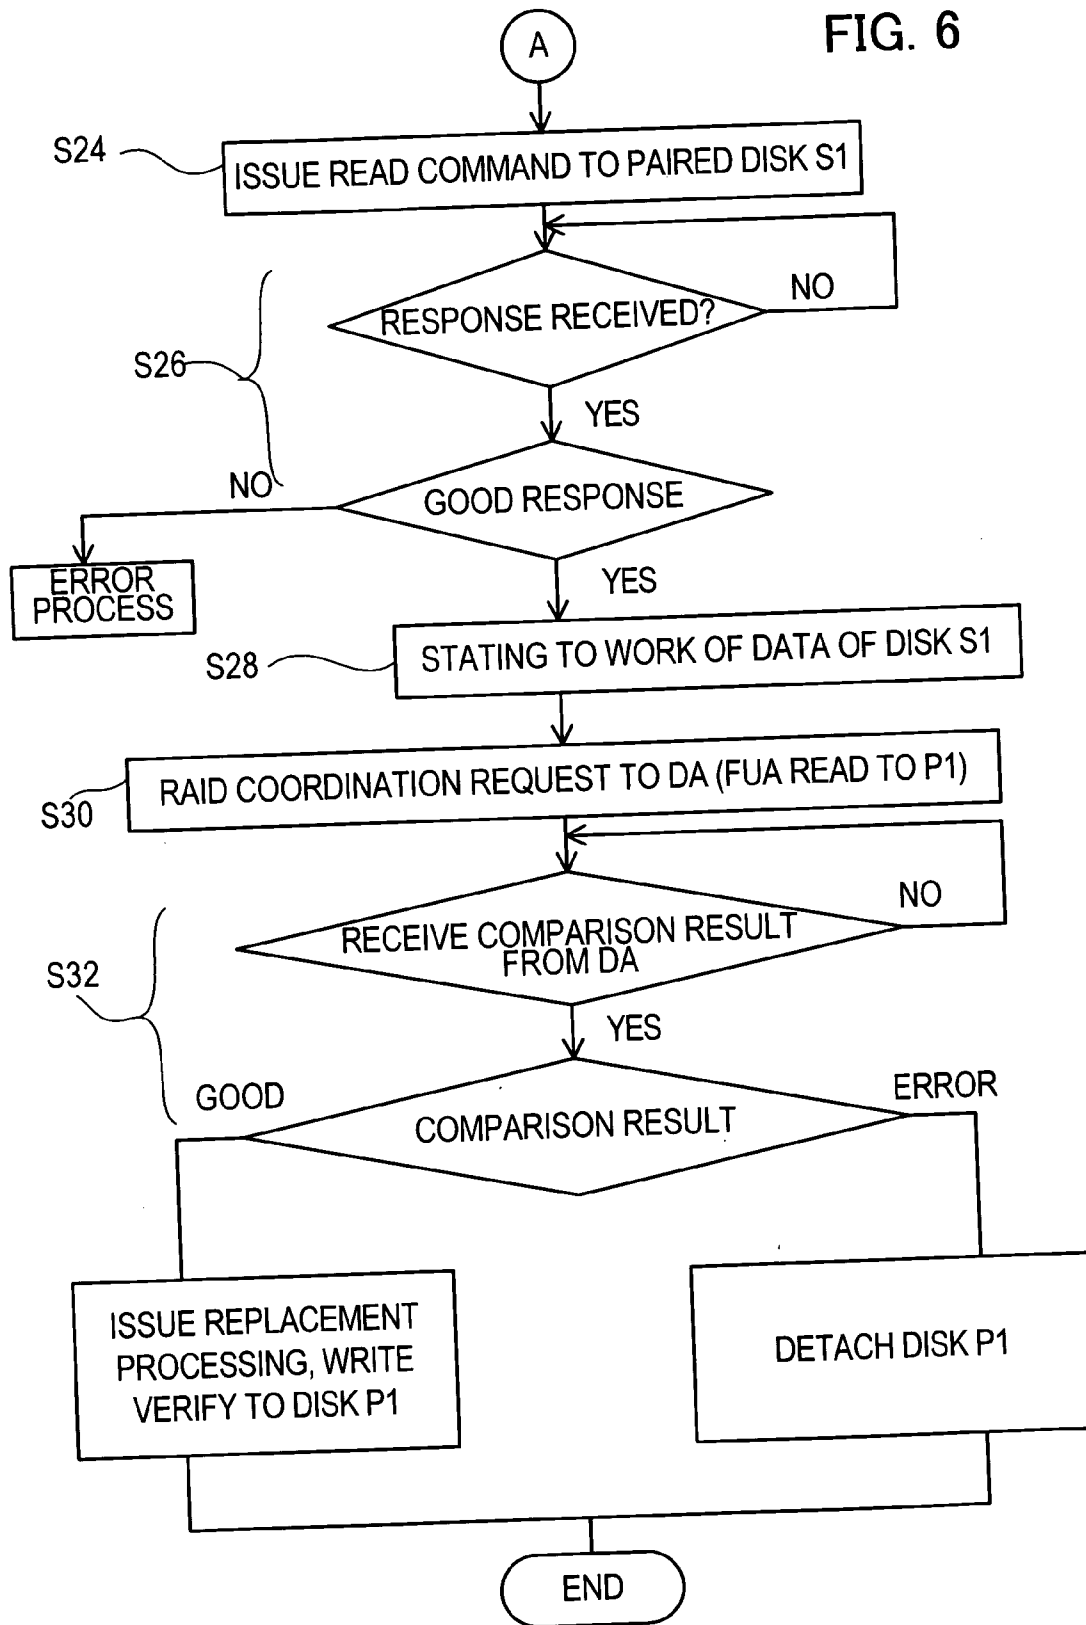 FIG. 6
A
S24
ISSUE READ COMMAND TO PAIRED DISK S1
NO
RESPONSE RECEIVED?
S26
YES
NO
GOOD RESPONSE
ERROR
PROCESS
YES
S28
STATING TO WORK OF DATA OF DISK S1
RAID COORDINATION REQUEST TO DA (FUA READ TO P1)
S30
NO
RECEIVE COMPARISON RESULT
FROM DA
S32
YES
GOOD
ERROR
COMPARISON RESULT
ISSUE REPLACEMENT
PROCESSING, WRITE
VERIFY TO DISK P1
DETACH DISK P1
END